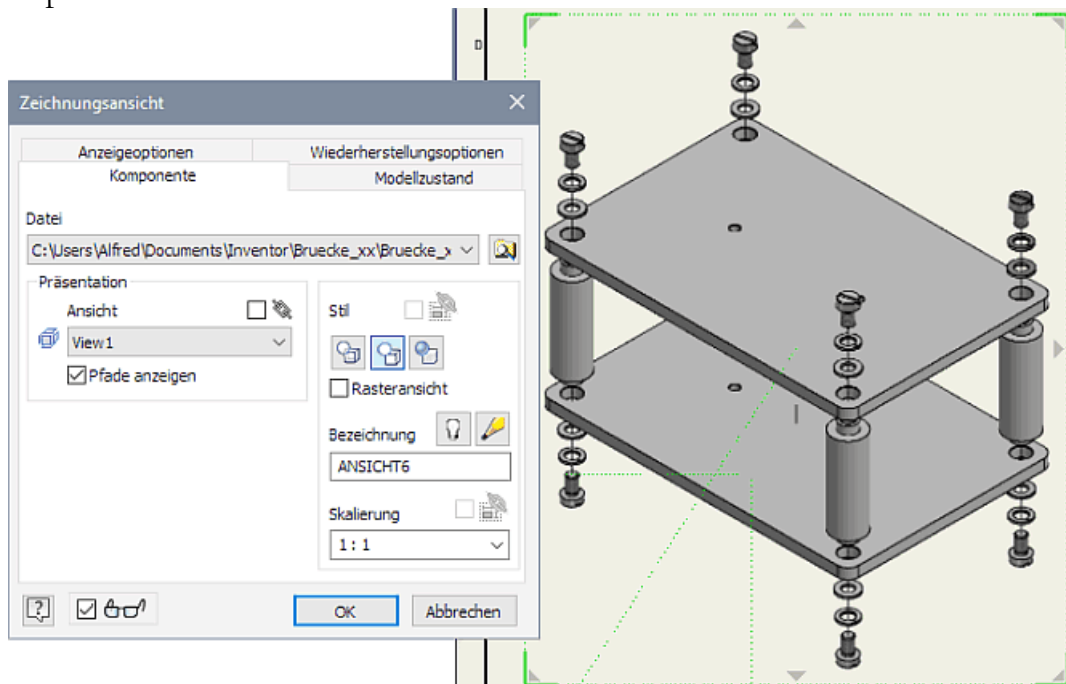 D
Zeichnungsansicht
Anzeigeoptionen
Wiederherstellungsoptionen
Komponente
Modellzustand
Datei
C:\Users\Alfred\Documents\Inventor\Bruecke_xx\Bruecke_x
Präsentation
Ansicht
View1
Pfade anzeigen
Stil
Rasteransicht
Bezeichnung
ANSICHT6
Skalierung
1:1
OK
Abbrechen